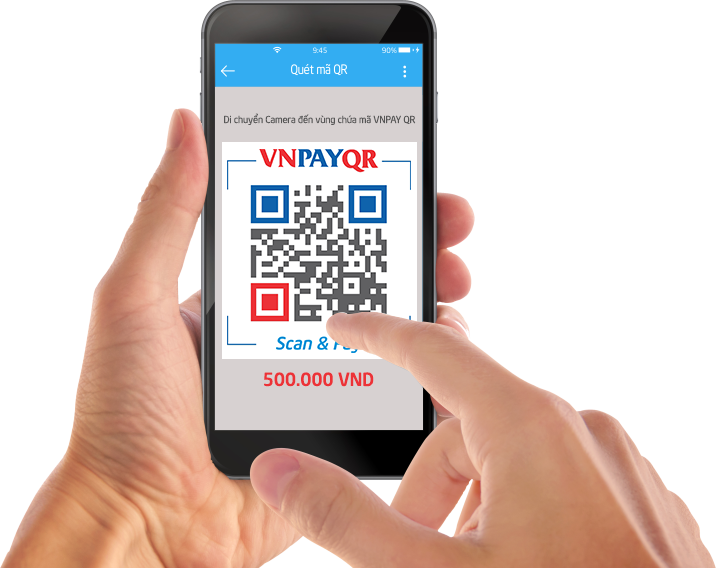 9:45
90%
Quét mã QR
Di chuyển Camera đến vùng chứa mã VNPAY QR
VNPAYQR
Scan &
500.000 VND